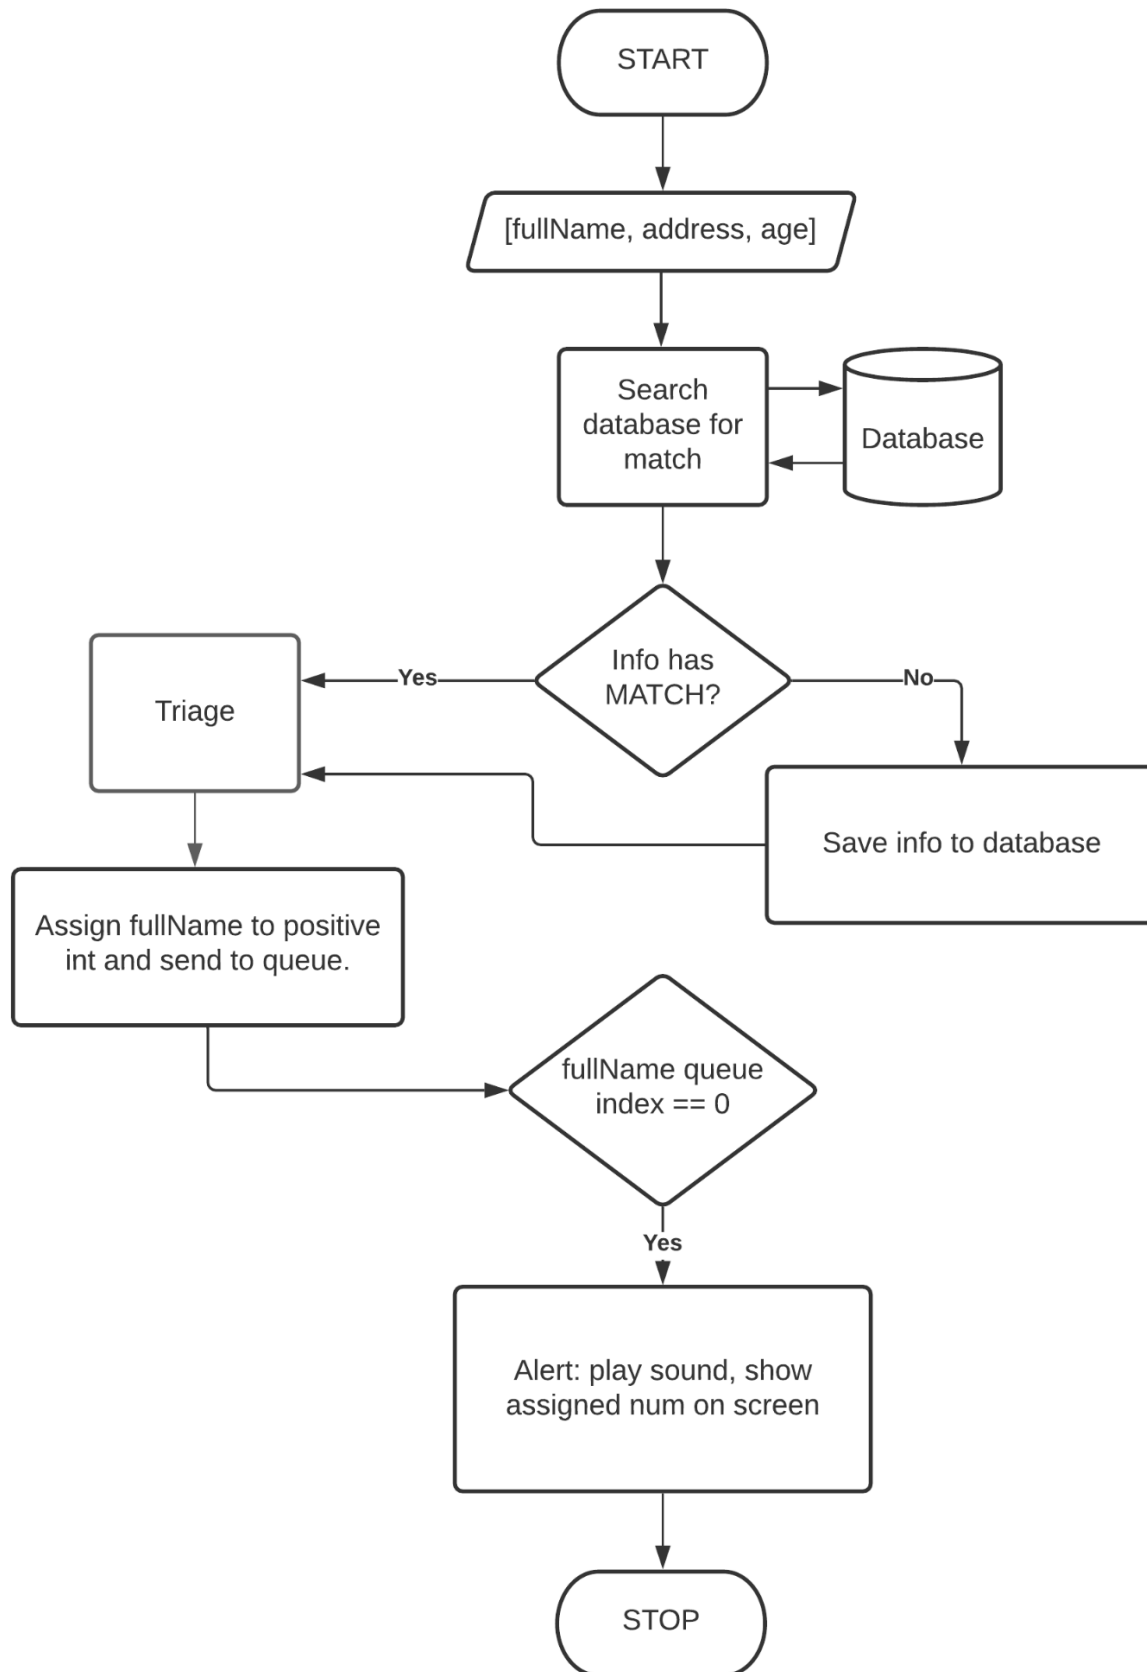 START
[fullName, address, age]
Search
database for
match
Database
Info has
MATCH?
Yes
No
Triage
Save info to database
Assign fullName to positive
int and send to queue.
fullName queue
index == 0
Yes
Alert: play sound, show
assigned num on screen
STOP